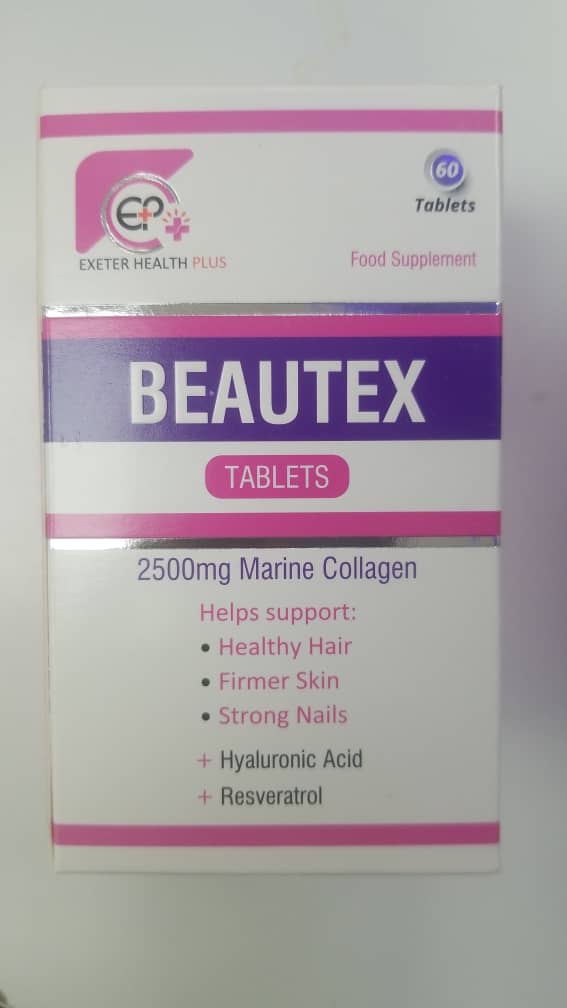 EP
EXETER HEALTH PLUS
60
Tablets
Food Supplement
BEAUTEX
TABLETS
2500mg Marine Collagen
Helps support:
• Healthy Hair
• Firmer Skin
• Strong Nails
+ Hyaluronic Acid
+ Resveratrol